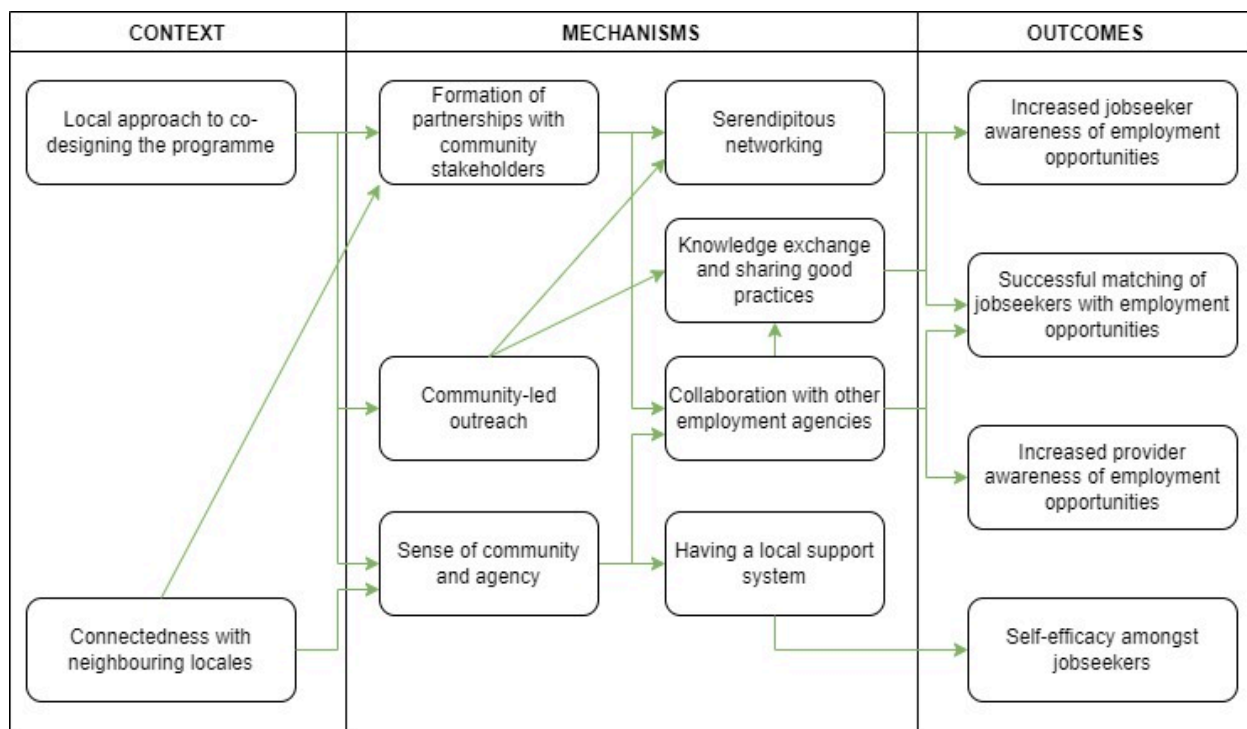 CONTEXT
MECHANISMS
OUTCOMES
Local approach to co-
designing the programme
Connectedness with
neighbouring locales
Formation of
partnerships with
community
stakeholders
Community-led
outreach
Sense of community
and agency
Serendipitous
networking
Knowledge exchange
and sharing good
practices
Collaboration with other
employment agencies
Having a local support
system
Increased jobseeker
awareness of employment
opportunities
Successful matching of
jobseekers with employment
opportunities
Increased provider
awareness of employment
opportunities
Self-efficacy amongst
jobseekers